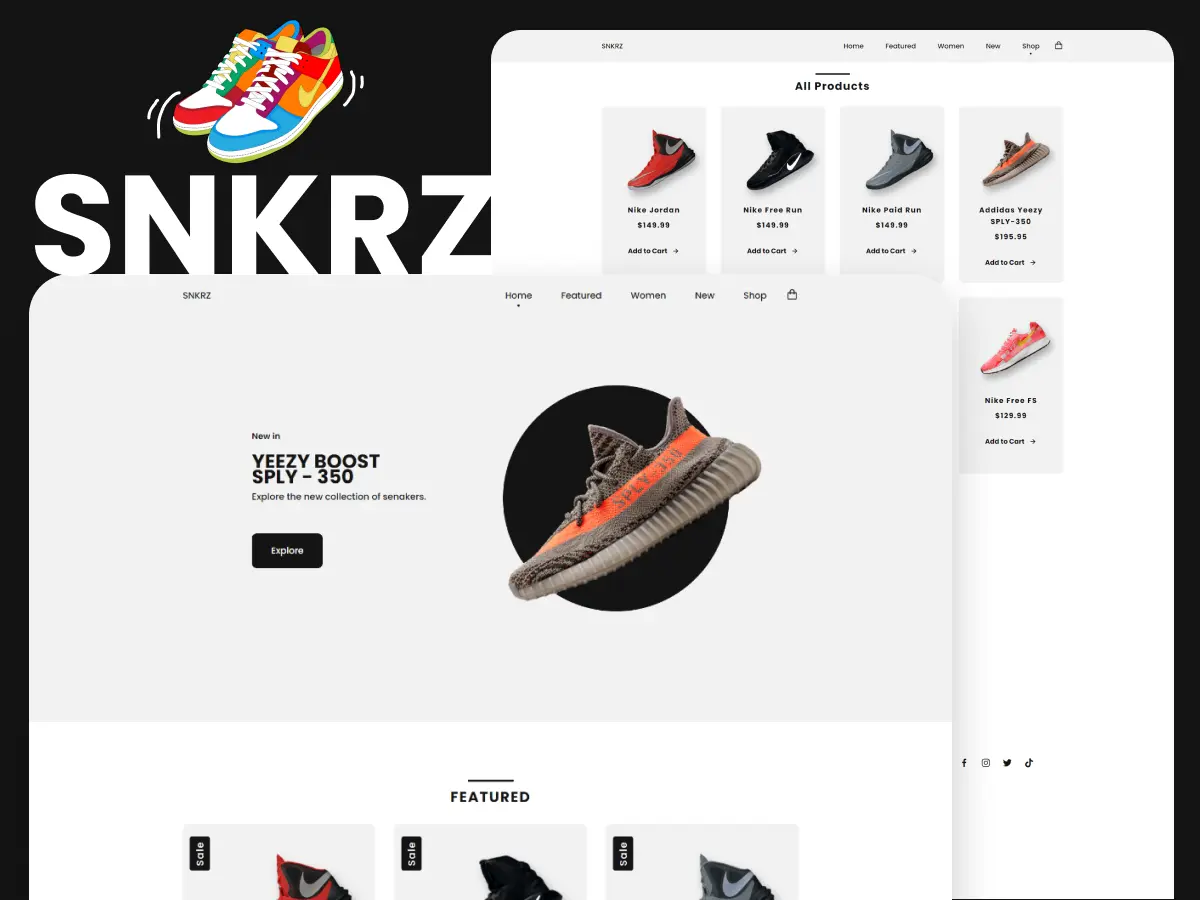 SNKRZ
SNKRZ
Home Featured Women New Shop
All Products
Nike Jordan
$149.99
Add to Cart →
Nike Free Run
$149.99
Add to Cart →
Nike Paid Run
$149.99
Add to Cart →
Addidas Yeezy
SPLY-350
$195.95
Add to Cart →
Nike Free FS
$129.99
Add to Cart →
SNKRZ
Home Featured Women New Shop
New in
YEEZY BOOST
SPLY - 350
Explore the new collection of senakers.
Explore
SPLY-350
FEATURED
Sale
Sale
Sale